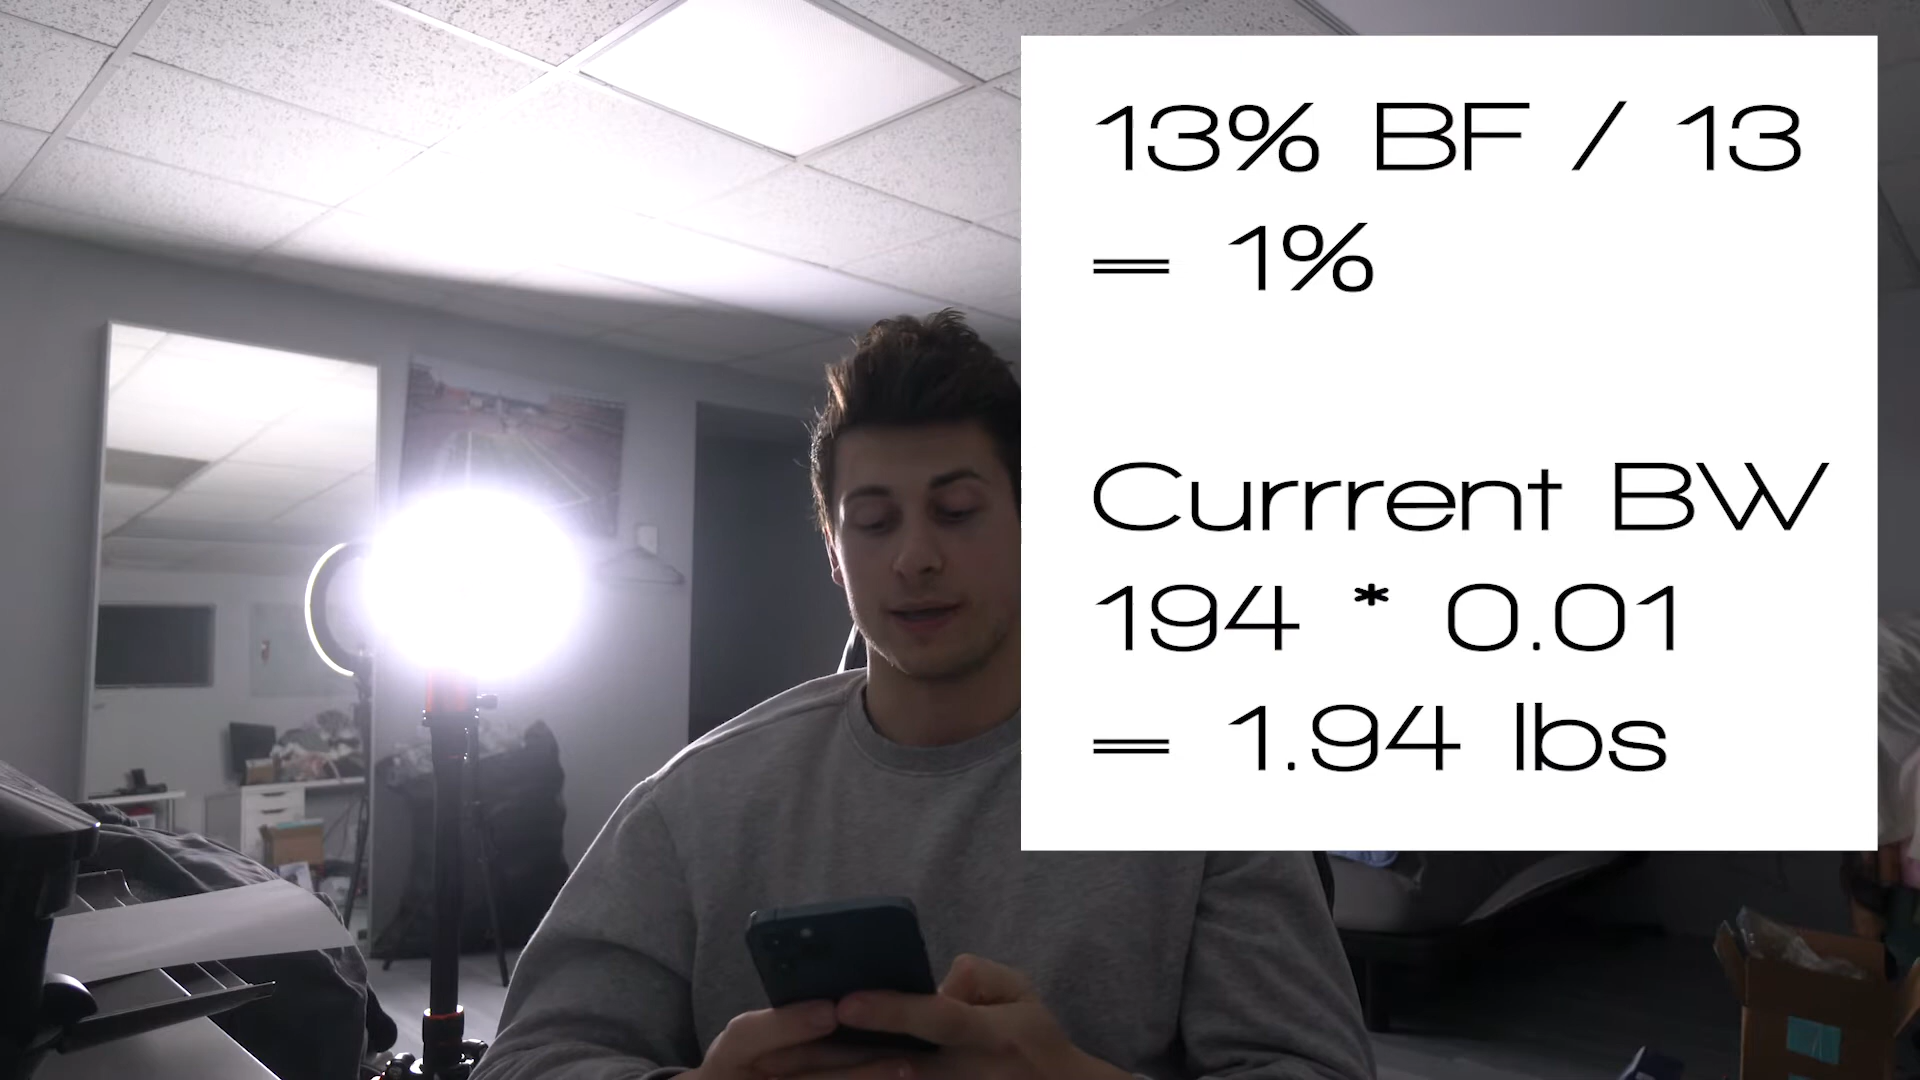 13% BF / 13
= 1%
Currrent BW
194 * 0.01
= 1.94 lbs